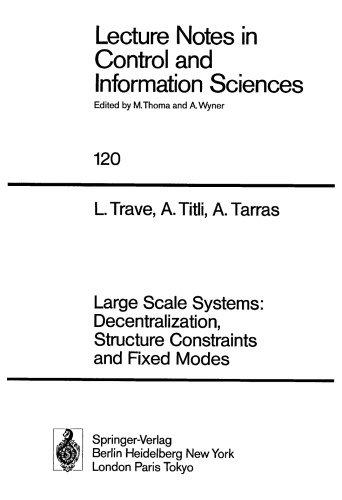 Lecture Notes in
Control and
Information Sciences
Edited by M.Thoma and A.Wyner
120
L. Trave, A. Titli, A. Tarras
Large Scale Systems:
Decentralization,
Structure Constraints
and Fixed Modes
Springer-Verlag
Berlin Heidelberg New York
London Paris Tokyo